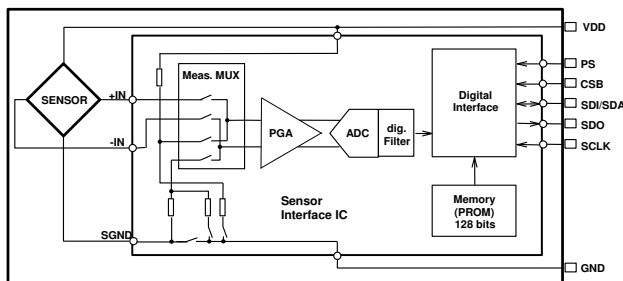 VDD
PS
CSB
SDI/SDA
SDO
SCLK
GND
SENSOR
+IN
-IN
SGND
Meas. MUX
PGA
ADC
dig.
Filter
Digital
Interface
Memory
(PROM)
128 bits
Sensor
Interface IC